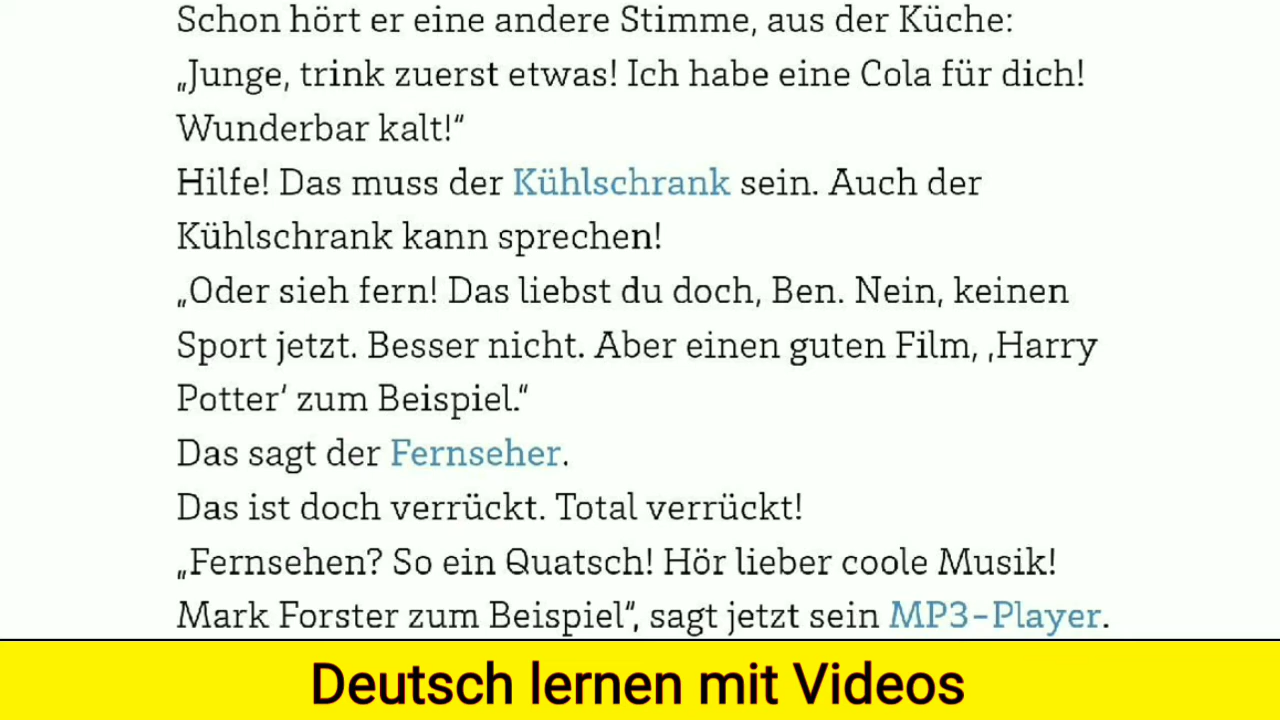 Schon hört er eine andere Stimme, aus der Küche:
„Junge, trink zuerst etwas! Ich habe eine Cola für dich!
Wunderbar kalt!“
Hilfe! Das muss der Kühlschrank sein. Auch der
Kühlschrank kann sprechen!
„Oder sieh fern! Das liebst du doch, Ben. Nein, keinen
Sport jetzt. Besser nicht. Aber einen guten Film, ‚Harry
Potter‘ zum Beispiel.“
Das sagt der Fernseher.
Das ist doch verrückt. Total verrückt!
„Fernsehen? So ein Quatsch! Hör lieber coole Musik!
Mark Forster zum Beispiel“, sagt jetzt sein MP3-Player.
Deutsch lernen mit Videos